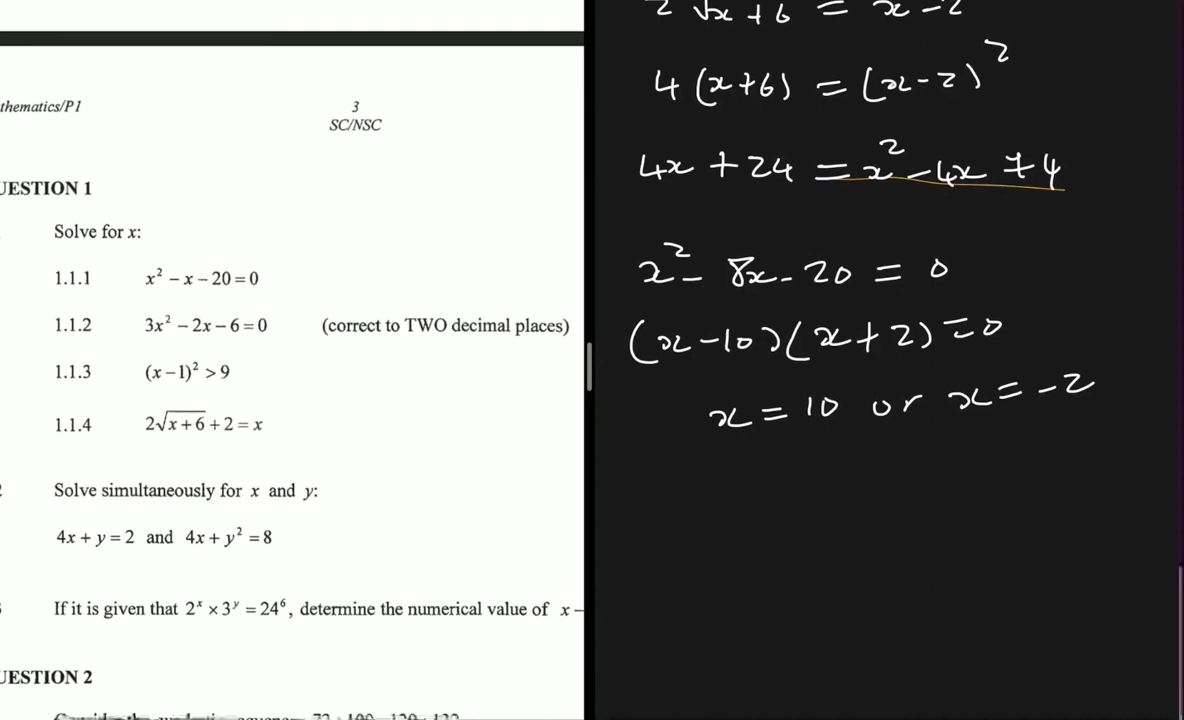 thematics/P1
3
SC/NSC
UESTION 1
Solve for x:
1.1.1 x² − x − 20 = 0
1.1.2 3x² − 2x − 6 = 0 (correct to TWO decimal places)
1.1.3 (x − 1)² > 9
1.1.4 2√(x + 6) + 2 = x
Solve simultaneously for x and y:
4x + y = 2 and 4x + y² = 8
If it is given that 2ˣ × 3ʸ = 24⁶, determine the numerical value of x −
UESTION 2
2 √x + 6 = x − 2
4 (x + 6) = (x − 2)²
4x + 24 = x² − 4x + 4
x² − 8x − 20 = 0
(x − 10)(x + 2) = 0
x = 10 or x = −2